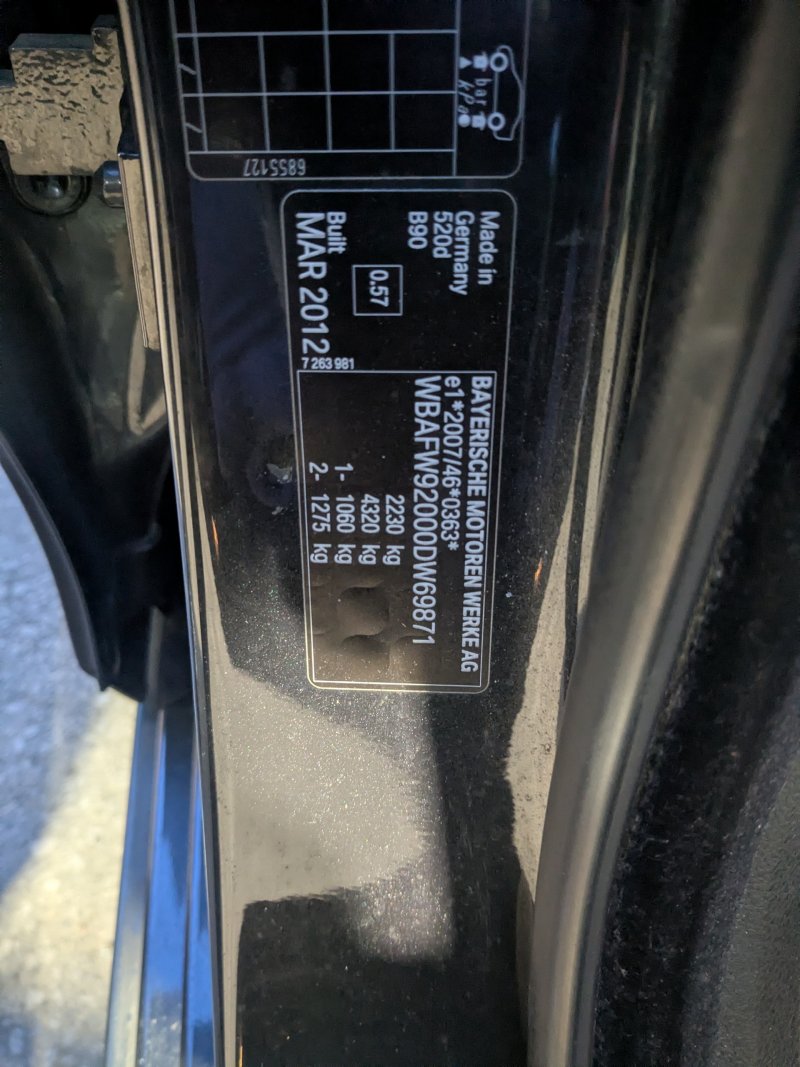 bar
kPa
6855127
Made in
Germany
520d
B90
0.57
Built
MAR 2012
7 263 981
BAYERISCHE MOTOREN WERKE AG
e1*2007/46*0363*
WBAFW92000DW69871
2230 kg
4320 kg
1- 1060 kg
2- 1275 kg